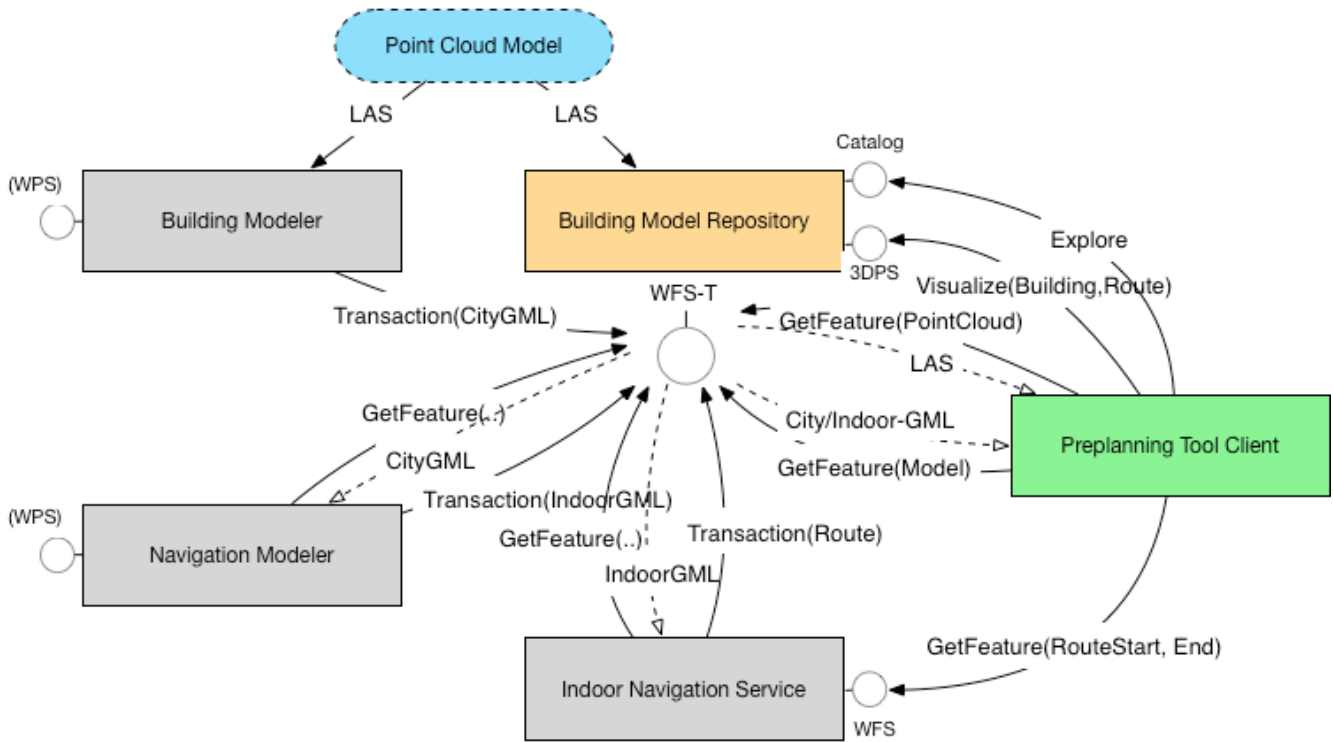 Point Cloud Model
LAS
LAS
Catalog
(WPS)
Building Modeler
Building Model Repository
Explore
3DPS
Visualize(Building,Route)
WFS-T
Transaction(CityGML)
GetFeature(PointCloud)
LAS
GetFeature(..)
City/Indoor-GML
Preplanning Tool Client
CityGML
GetFeature(Model)
Transaction(IndoorGML)
(WPS)
GetFeature(..)
Transaction(Route)
Navigation Modeler
IndoorGML
GetFeature(RouteStart, End)
Indoor Navigation Service
WFS